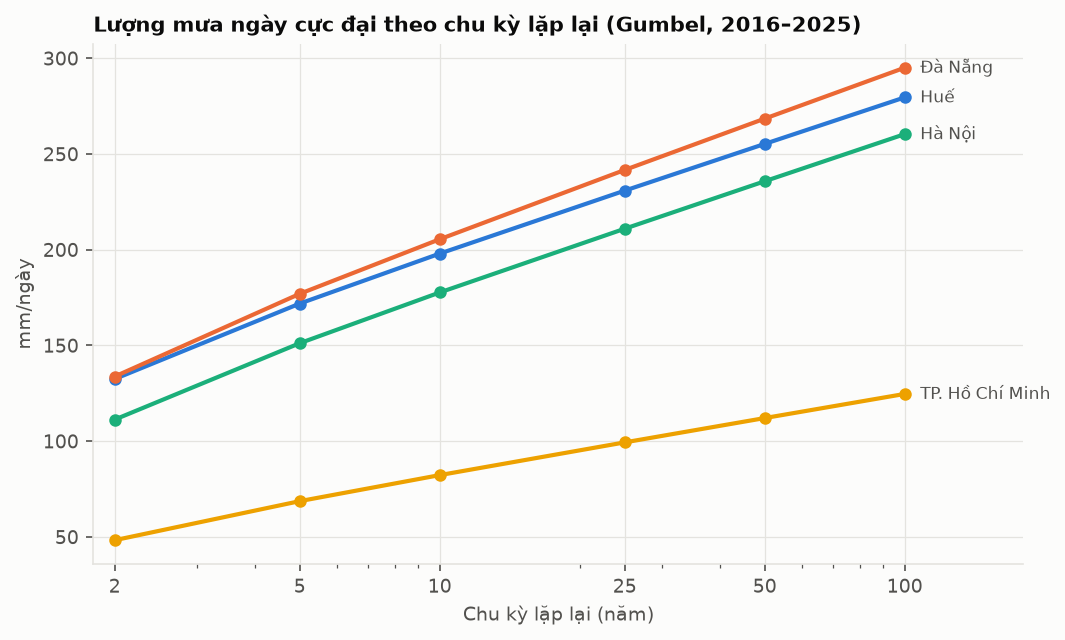 Lượng mưa ngày cực đại theo chu kỳ lặp lại (Gumbel, 2016–2025)
300
250
200
150
100
50
mm/ngày
Đà Nẵng
Huế
Hà Nội
TP. Hồ Chí Minh
2
5
10
25
50
100
Chu kỳ lặp lại (năm)